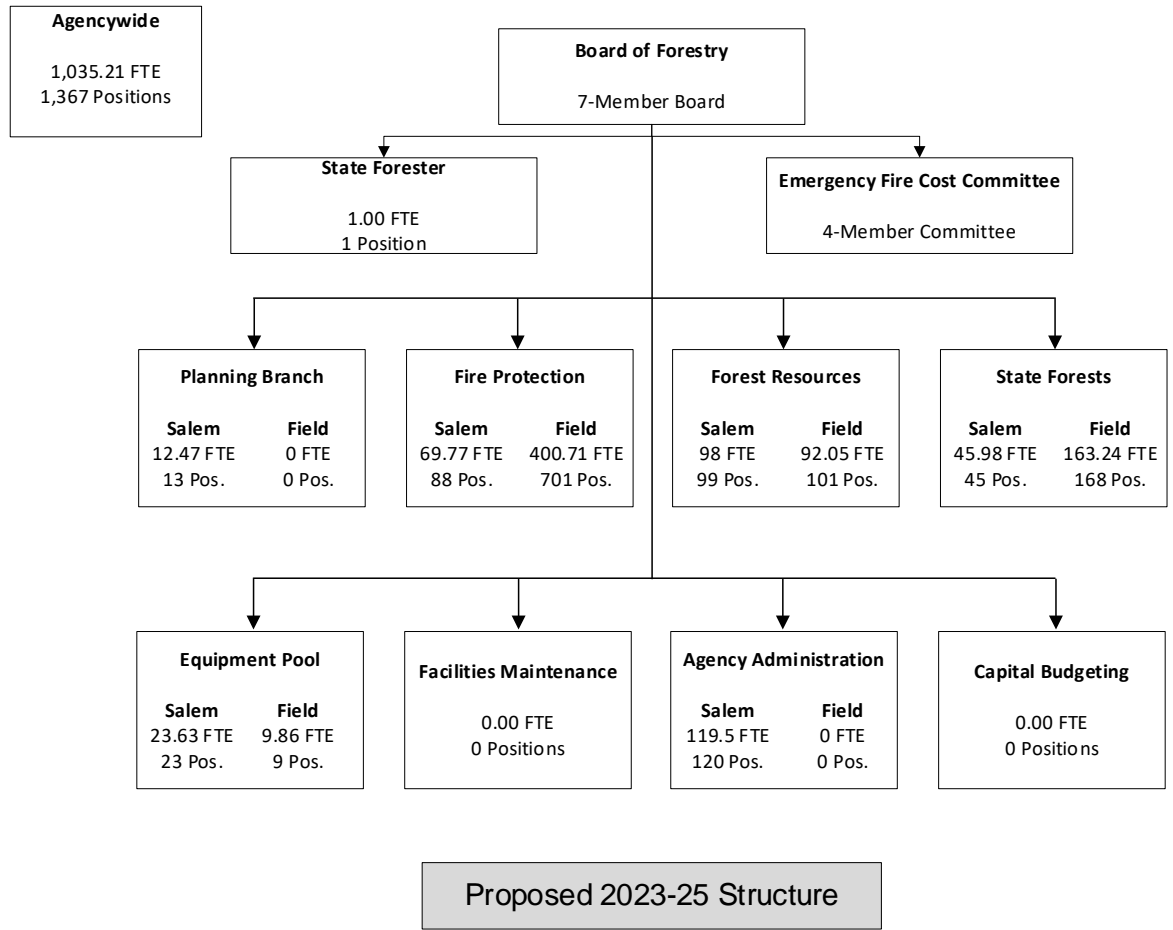 Agencywide
1,035.21 FTE
1,367 Positions
Board of Forestry
7-Member Board
State Forester
1.00 FTE
1 Position
Emergency Fire Cost Committee
4-Member Committee
Planning Branch
Salem Field
12.47 FTE 0 FTE
13 Pos. 0 Pos.
Fire Protection
Salem Field
69.77 FTE 400.71 FTE
88 Pos. 701 Pos.
Forest Resources
Salem Field
98 FTE 92.05 FTE
99 Pos. 101 Pos.
State Forests
Salem Field
45.98 FTE 163.24 FTE
45 Pos. 168 Pos.
Equipment Pool
Salem Field
23.63 FTE 9.86 FTE
23 Pos. 9 Pos.
Facilities Maintenance
0.00 FTE
0 Positions
Agency Administration
Salem Field
119.5 FTE 0 FTE
120 Pos. 0 Pos.
Capital Budgeting
0.00 FTE
0 Positions
Proposed 2023-25 Structure